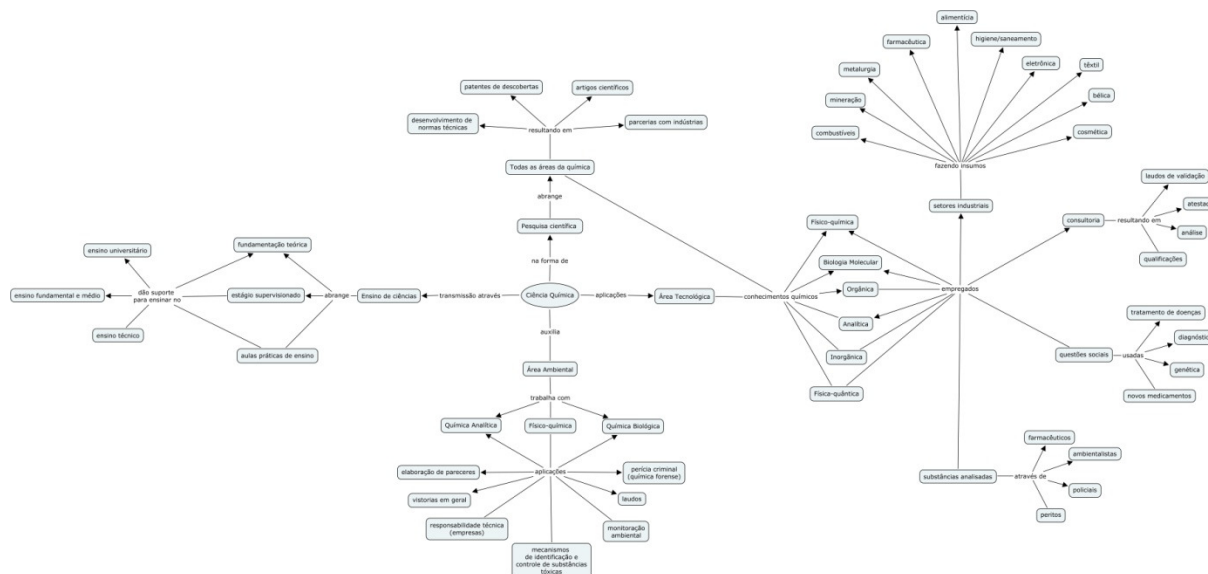 alimentícia
farmacêutica
higiene/saneamento
metalurgia
eletrônica
têxtil
mineração
bélica
combustíveis
cosmética
fazendo insumos
setores industriais
patentes de descobertas
artigos científicos
desenvolvimento de
normas técnicas
resultando em
parcerias com indústrias
Todas as áreas da química
abrange
Pesquisa científica
na forma de
Ciência Química
transmissão através
Ensino de ciências
abrange
fundamentação teórica
estágio supervisionado
aulas práticas de ensino
dão suporte
para ensinar no
ensino universitário
ensino fundamental e médio
ensino técnico
aplicações
Área Tecnológica
conhecimentos químicos
Físico-química
Biologia Molecular
Orgânica
Analítica
Inorgânica
Física-quântica
empregados
consultoria
resultando em
laudos de validação
análise
qualificações
questões sociais
usadas
tratamento de doenças
genética
novos medicamentos
substâncias analisadas
através de
farmacêuticos
ambientalistas
policiais
peritos
auxilia
Área Ambiental
trabalha com
Química Analítica
Físico-química
Química Biológica
aplicações
elaboração de pareceres
perícia criminal
(química forense)
vistorias em geral
laudos
responsabilidade técnica
(empresas)
monitoração
ambiental
mecanismos
de identificação e
controle de substâncias
tóxicas